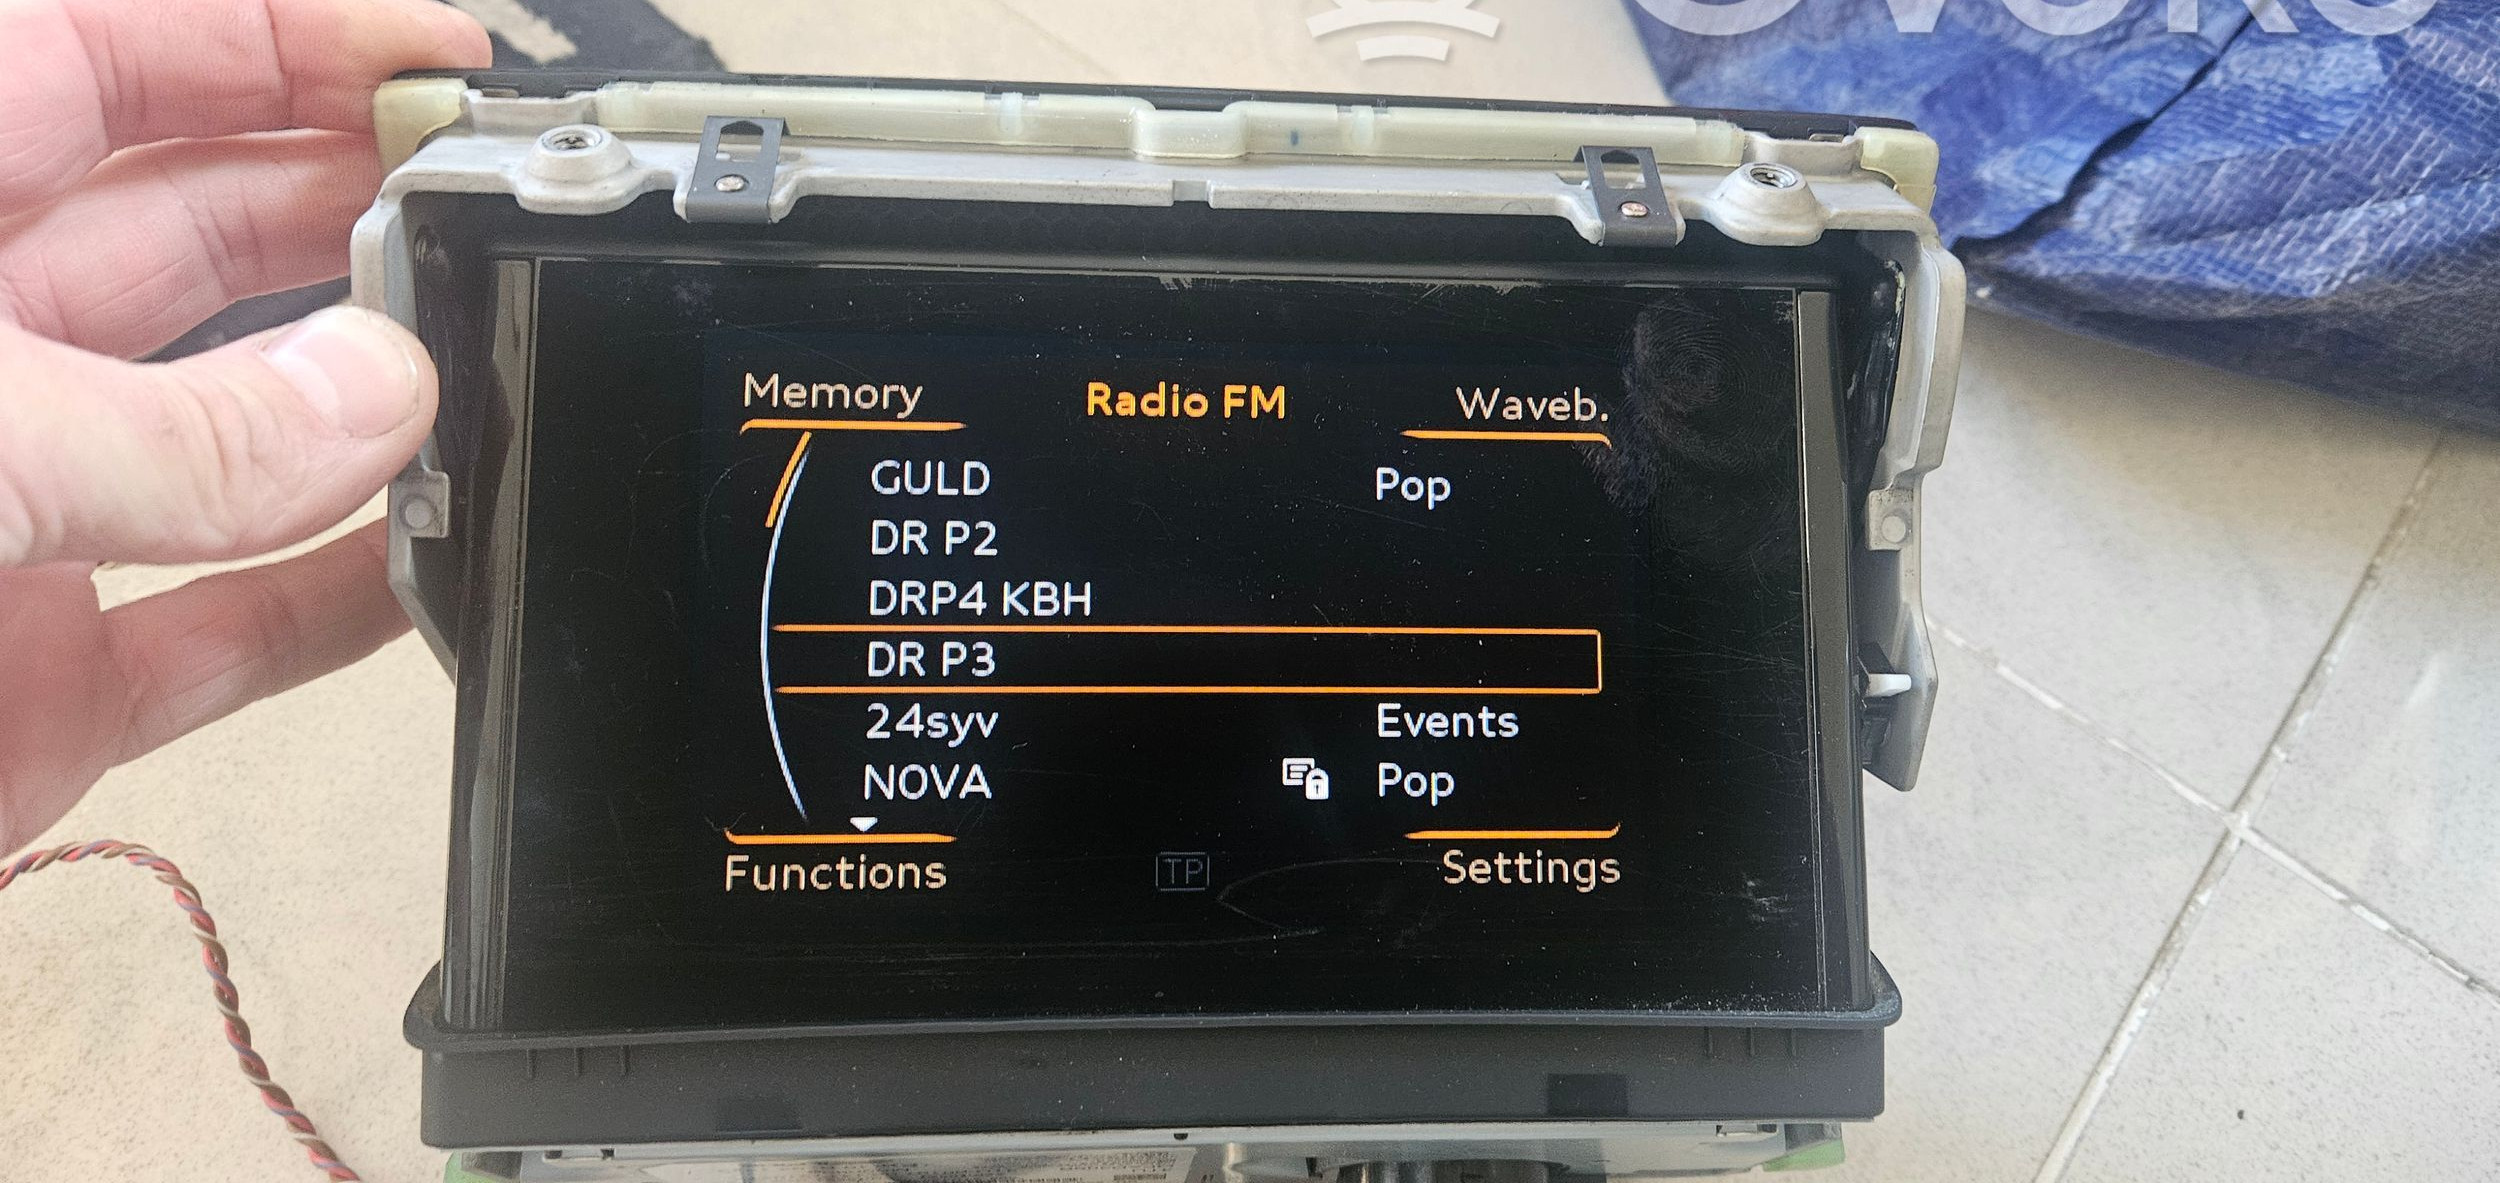 Memory
Radio FM
Waveb.
GULD Pop
DR P2
DRP4 KBH
DR P3
24syv Events
NOVA Pop
Functions
TP
Settings